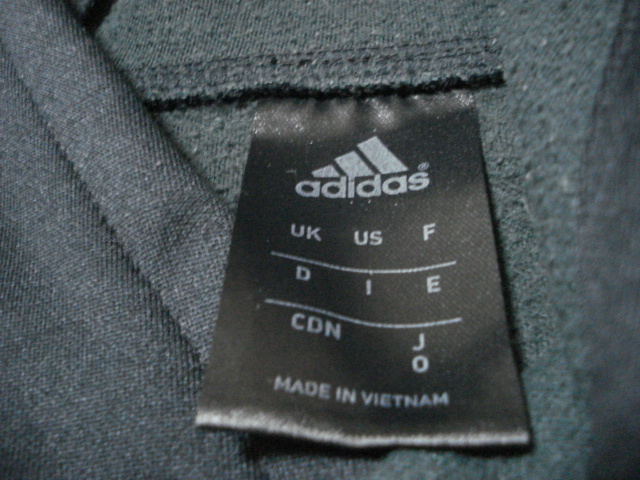 adidas®
UK US F
D I E
CDN J
O
MADE IN VIETNAM